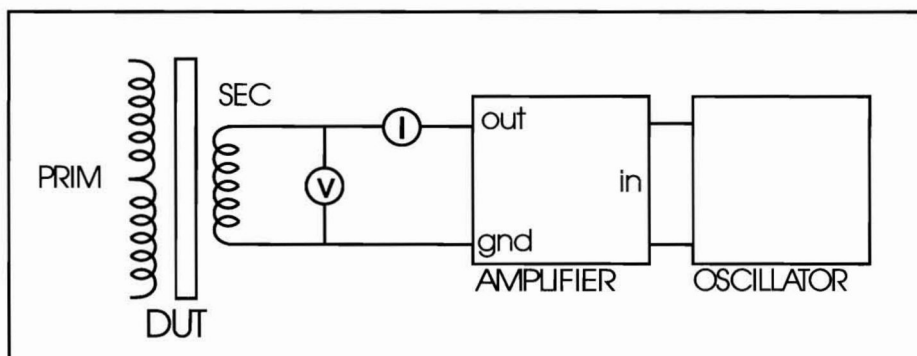 SEC
PRIM
DUT
I
V
out
in
gnd
AMPLIFIER
OSCILLATOR